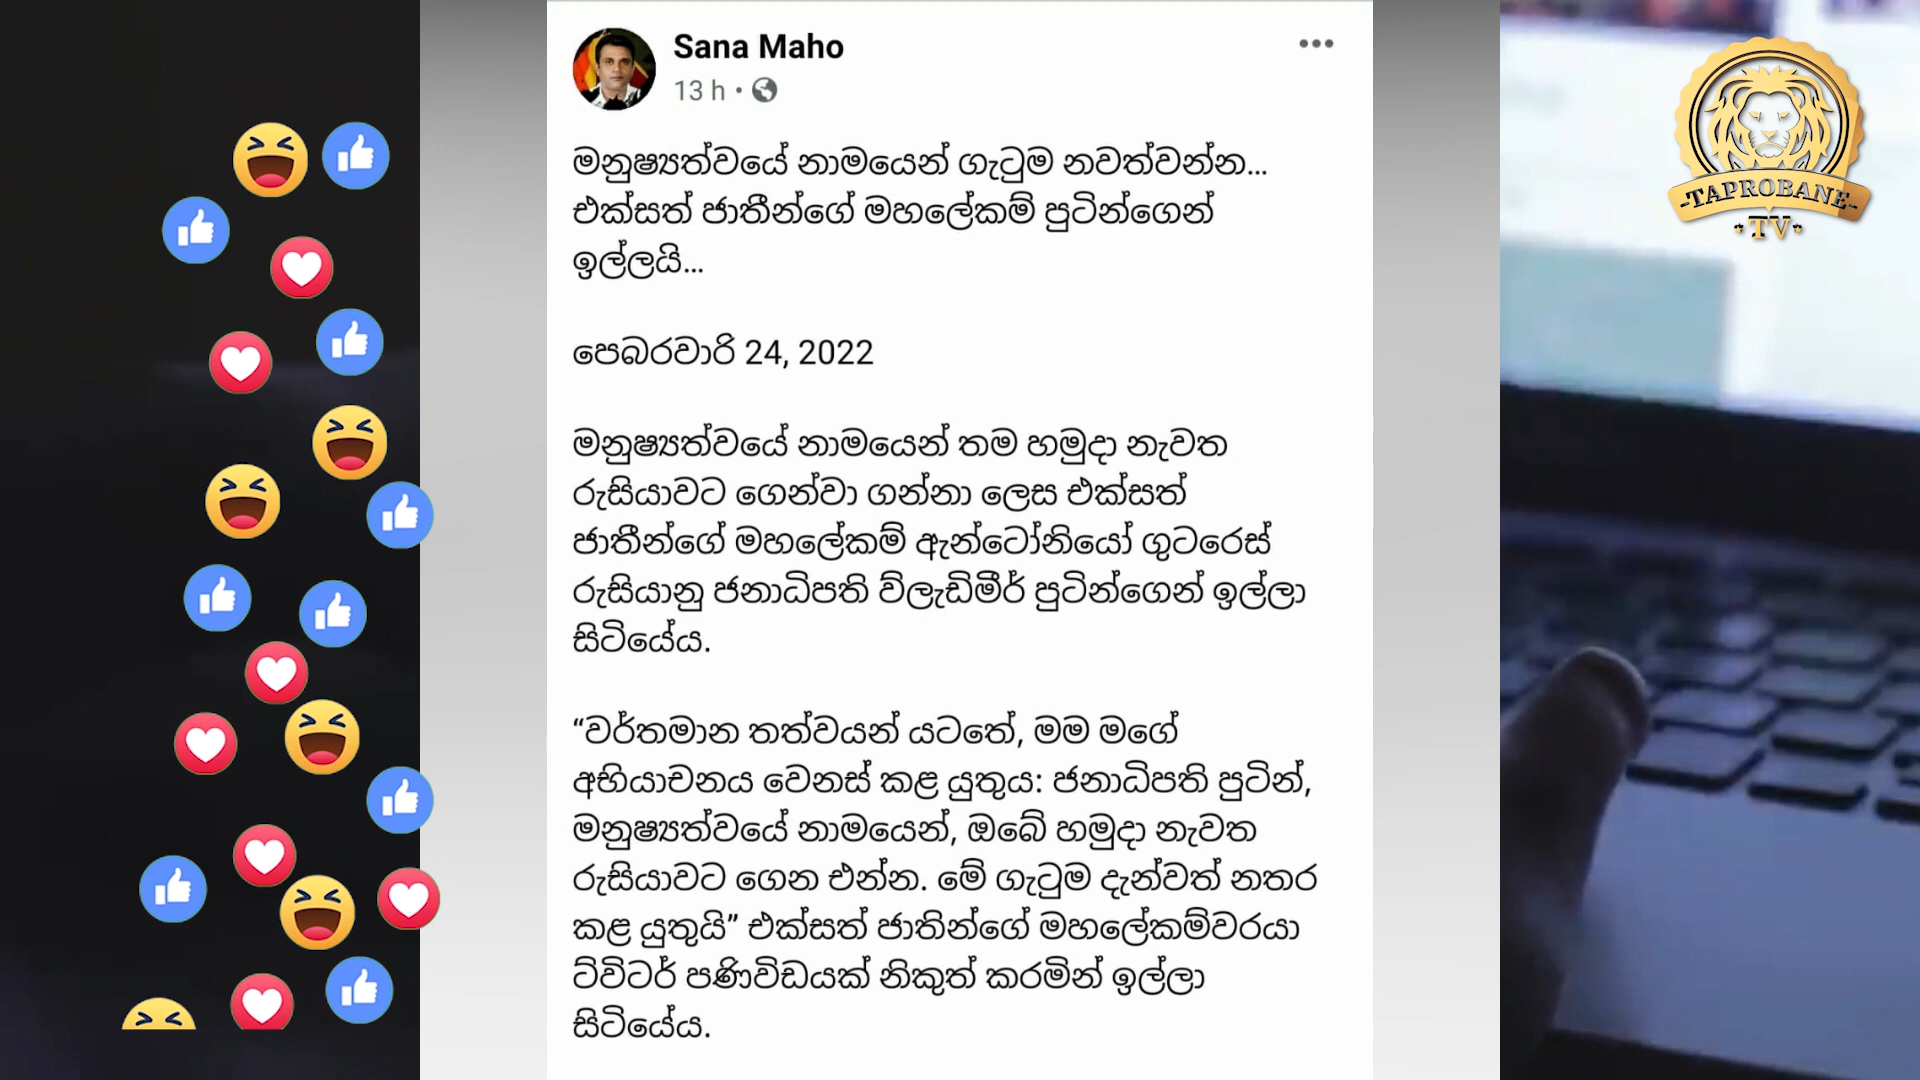 Sana Maho
13 h
මනුෂ්‍යත්වයේ නාමයෙන් ගැටුම නවත්වන්න...
එක්සත් ජාතීන්ගේ මහලේකම් පුටින්ගෙන්
ඉල්ලයි...
පෙබරවාරි 24, 2022
මනුෂ්‍යත්වයේ නාමයෙන් තම හමුදා නැවත
රුසියාවට ගෙන්වා ගන්නා ලෙස එක්සත්
ජාතීන්ගේ මහලේකම් ඇන්ටෝනියෝ ගුටරෙස්
රුසියානු ජනාධිපති ව්ලැඩිමීර් පුටින්ගෙන් ඉල්ලා
සිටියේය.
“වර්තමාන තත්වයන් යටතේ, මම මගේ
අභියාචනය වෙනස් කළ යුතුය: ජනාධිපති පුටින්,
මනුෂ්‍යත්වයේ නාමයෙන්, ඔබේ හමුදා නැවත
රුසියාවට ගෙන එන්න. මේ ගැටුම දැන්වත් නතර
කළ යුතුයි” එක්සත් ජාතින්ගේ මහලේකම්වරයා
ට්විටර් පණිවිඩයක් නිකුත් කරමින් ඉල්ලා
සිටියේය.
TAPROBANE
TV